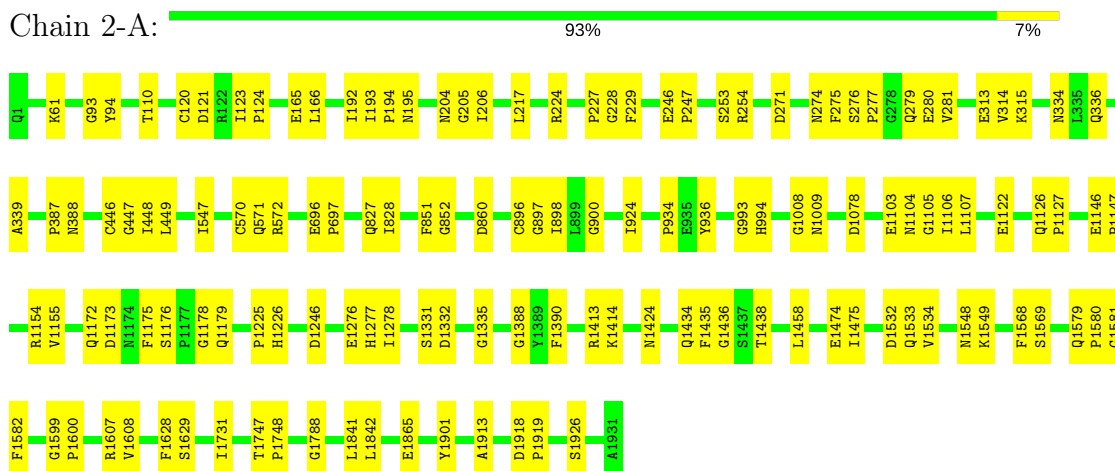 Chain 2-A:
93% 7%
Q1 K61 G93 Y94 T110 C120 D121 R122 I123 P124 E165 L166 I192 I193 P194 N195 N204 G205 I206 L217 R224 P227 G228 F229 E246 P247 S253 R254 D271 N274 F275 S276 P277 G278 Q279 E280 V281 E313 V314 K315 N334 L335 Q336
A339 P387 N388 C446 G447 I448 L449 I547 C570 Q571 R572 E696 P697 Q827 I828 F851 G852 D860 C896 G897 I898 L899 G900 I924 P934 E935 Y936 G993 H994 G1008 N1009 D1078 E1103 N1104 G1105 I1106 L1107 E1122 Q1126 P1127 E1146
R1154 V1155 Q1172 D1173 N1174 F1175 S1176 P1177 G1178 Q1179 P1225 H1226 D1246 E1276 H1277 I1278 S1331 D1332 G1335 G1388 Y1389 F1390 R1413 K1414 N1424 Q1434 F1435 G1436 S1437 T1438 L1458 E1474 I1475 D1532 Q1533 V1534 N1548 K1549 F1568 S1569 Q1579 P1580 G1581
F1582 G1599 P1600 R1607 V1608 F1628 S1629 I1731 T1747 P1748 G1788 L1841 L1842 E1865 Y1901 A1913 D1918 P1919 S1926 A1931